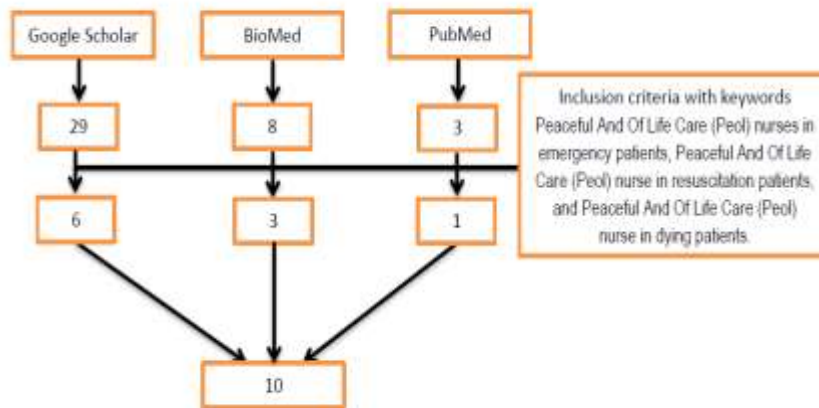 Google Scholar
BioMed
PubMed
29
8
3
Inclusion criteria with keywords
Peaceful And Of Life Care (Peol) nurses in
emergency patients, Peaceful And Of Life
Care (Peol) nurse in resuscitation patients,
and Peaceful And Of Life Care (Peol)
nurse in dying patients.
6
3
1
10